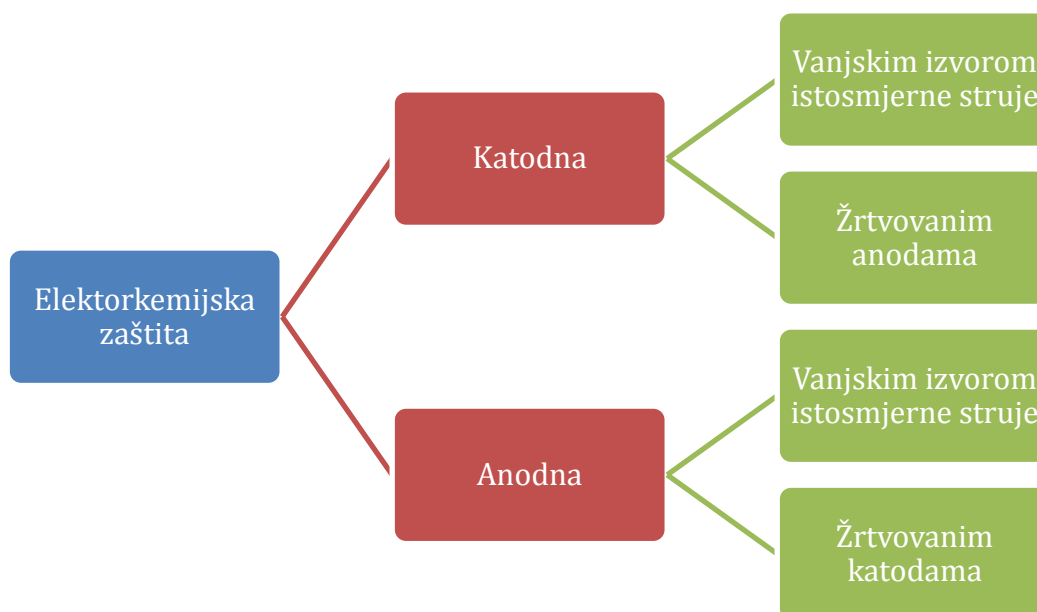 Elektorkemijska
zaštita
Katodna
Vanjskim izvorom
istosmjerne struje
Žrtvovanim
anodama
Anodna
Vanjskim izvorom
istosmjerne struje
Žrtvovanim
katodama